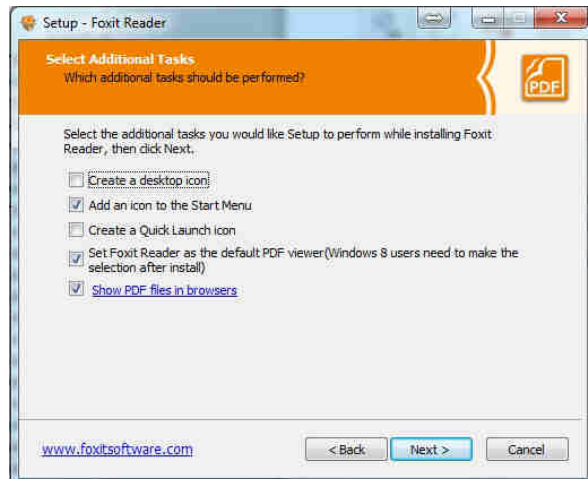 Setup - Foxit Reader
Select Additional Tasks
Which additional tasks should be performed?
PDF
Select the additional tasks you would like Setup to perform while installing Foxit
Reader, then click Next.
Create a desktop icon
Add an icon to the Start Menu
Create a Quick Launch icon
Set Foxit Reader as the default PDF viewer(Windows 8 users need to make the
selection after install)
Show PDF files in browsers
www.foxitsoftware.com
< Back
Next >
Cancel